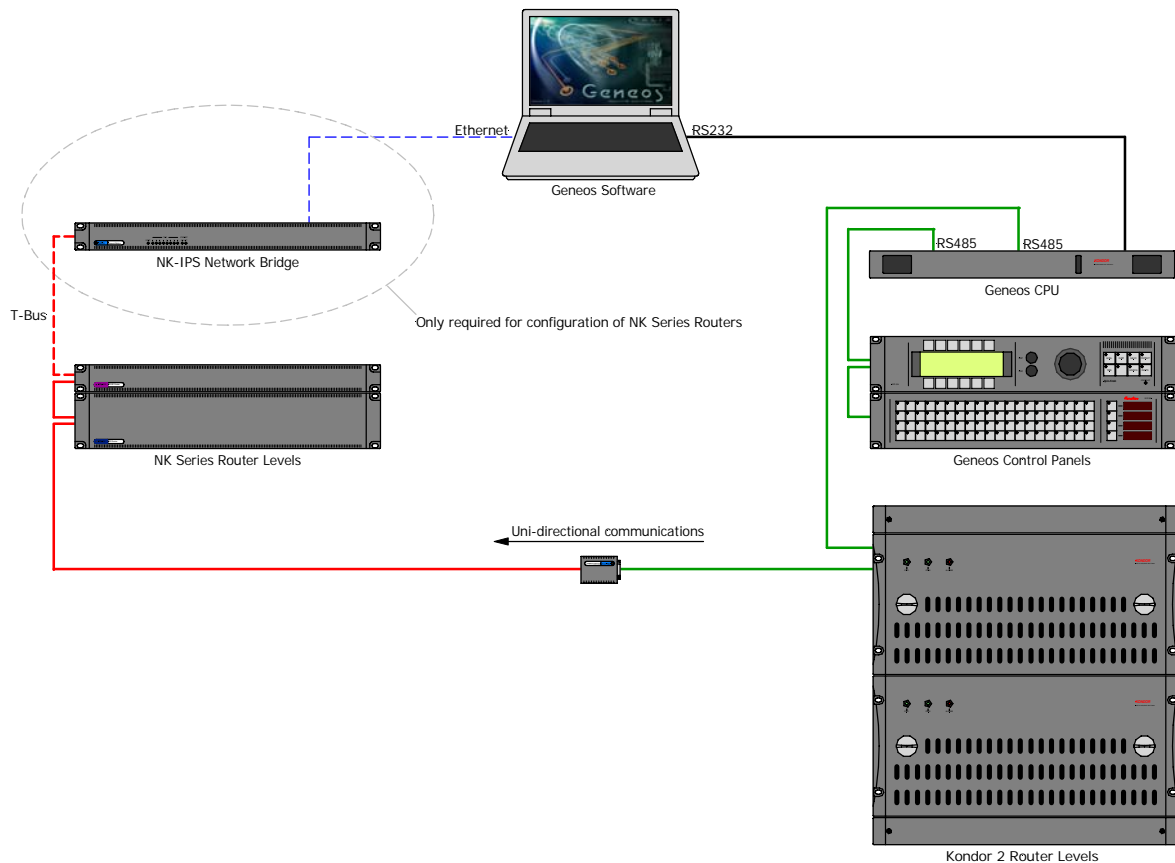 Geneos
Ethernet
RS232
Geneos Software
RS485
RS485
NK-IPS Network Bridge
Geneos CPU
T-Bus
Only required for configuration of NK Series Routers
NK Series Router Levels
Geneos Control Panels
Uni-directional communications
Kondor 2 Router Levels